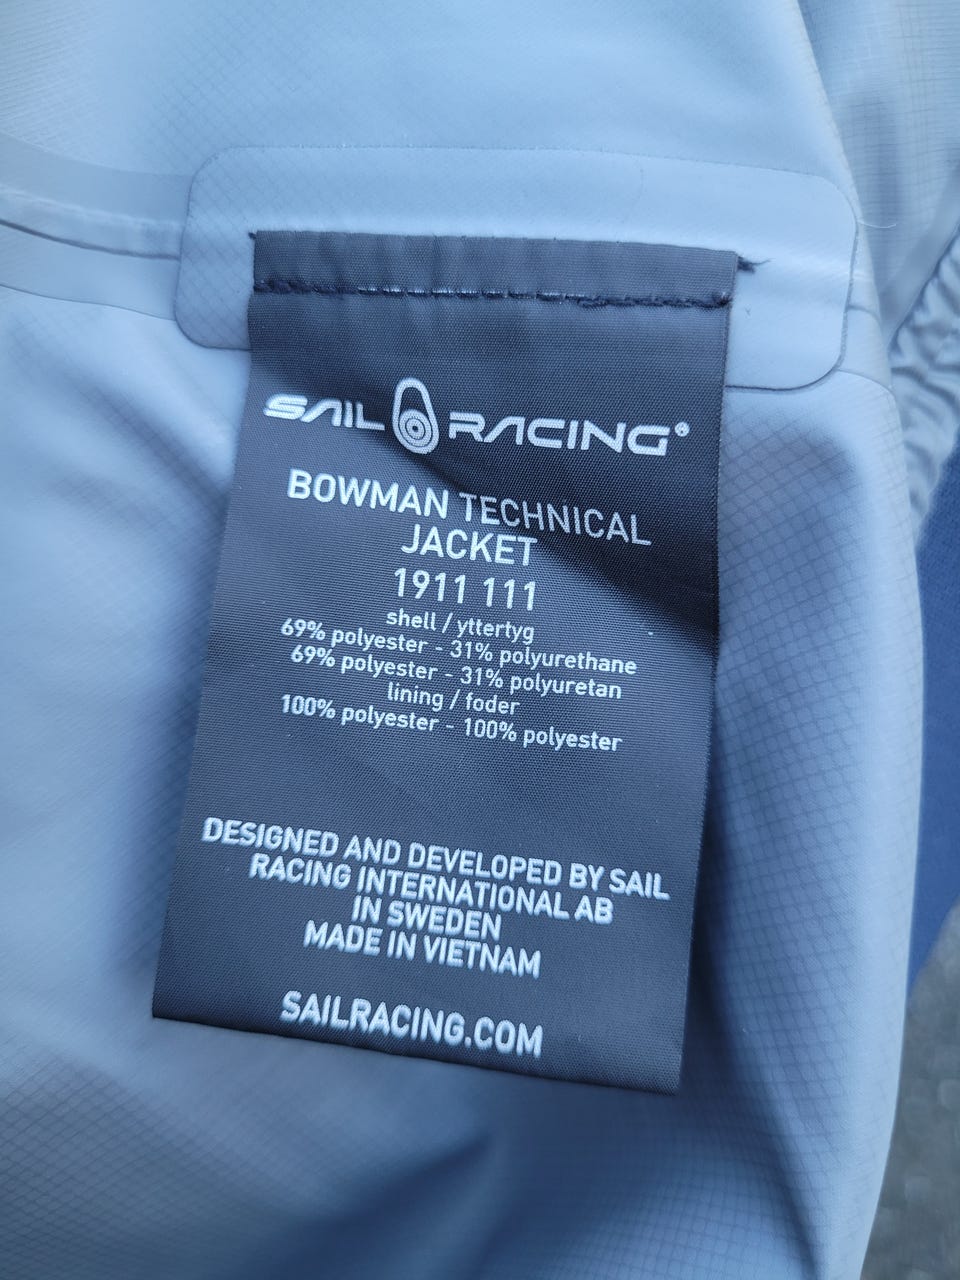 SAIL RACING®
BOWMAN TECHNICAL
JACKET
1911 111
shell / yttertyg
69% polyester - 31% polyurethane
69% polyester - 31% polyuretan
lining / foder
100% polyester - 100% polyester
DESIGNED AND DEVELOPED BY SAIL
RACING INTERNATIONAL AB
IN SWEDEN
MADE IN VIETNAM
SAILRACING.COM